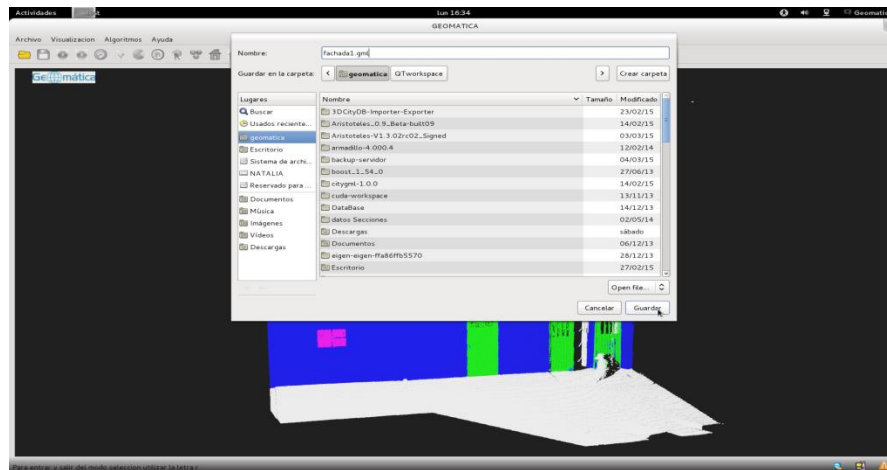 Actividades
lun 16:34
Geomatic
GEOMATICA
Archivo Visualizacion Algoritmos Ayuda
Geomática
Nombre: fachada1.gml
Guardar en la carpeta: geomatica QTworkspace Crear carpeta
Lugares Nombre Tamaño Modificado
Buscar 3DCityDB-Importer-Exporter 23/02/15
Usados reciente... Aristoteles_0.9_Beta-built09 14/02/15
geomatica Aristoteles-V1.3.02rc02_Signed 03/03/15
Escritorio armadillo-4.000.4 12/02/14
Sistema de archi... backup-servidor 04/03/15
NATALIA boost_1_54_0 27/06/13
Reservado para ... citygml-1.0.0 14/02/15
Documentos cuda-workspace 13/11/13
Música DataBase 14/12/13
Imágenes datos Secciones 02/05/14
Vídeos Descargas sábado
Descargas Documentos 06/12/13
eigen-eigen-ffa86ffb5570 28/12/13
Escritorio 27/02/15
Open file...
Cancelar Guardar
Para entrar y salir del modo seleccion utilizar la letra r